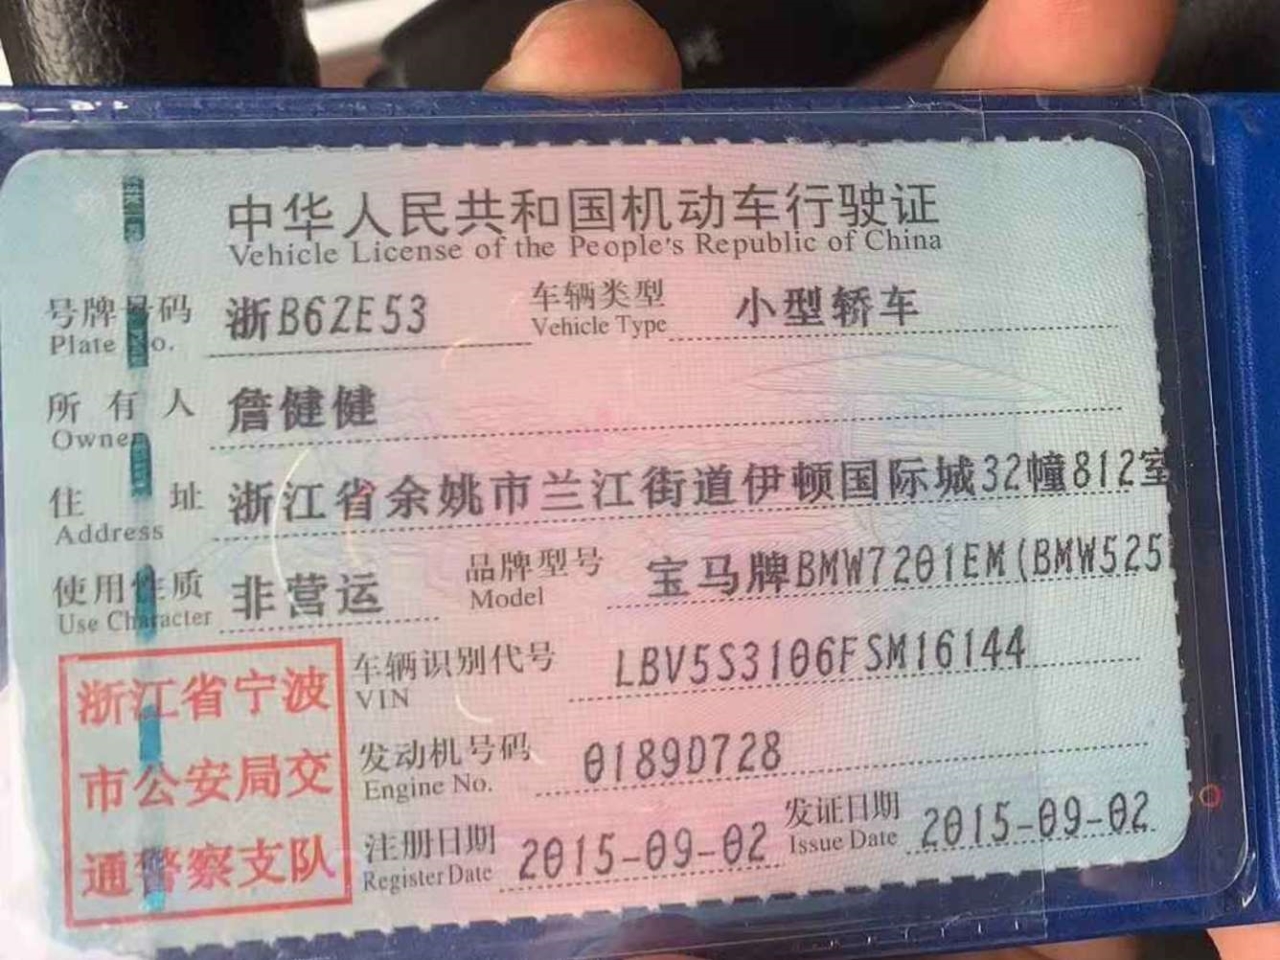 中华人民共和国机动车行驶证
Vehicle License of the People's Republic of China
号牌号码 浙B6ZE53 车辆类型 小型轿车
Plate No. Vehicle Type
所有人 詹健健
Owner
住址 浙江省余姚市兰江街道伊顿国际城32幢812室
Address
使用性质 非营运 品牌型号 宝马牌BMW7201EM(BMW525
Use Character Model
车辆识别代号 LBV5S3106FSM16144
VIN
发动机号码 0189D728
Engine No.
注册日期 2015-09-02 发证日期 2015-09-02
Register Date Issue Date
浙江省宁波
市公安局交
通警察支队